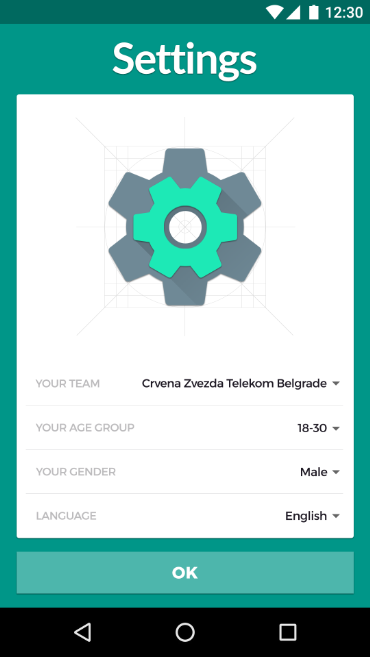 12:30
Settings
YOUR TEAM Crvena Zvezda Telekom Belgrade
YOUR AGE GROUP 18-30
YOUR GENDER Male
LANGUAGE English
OK